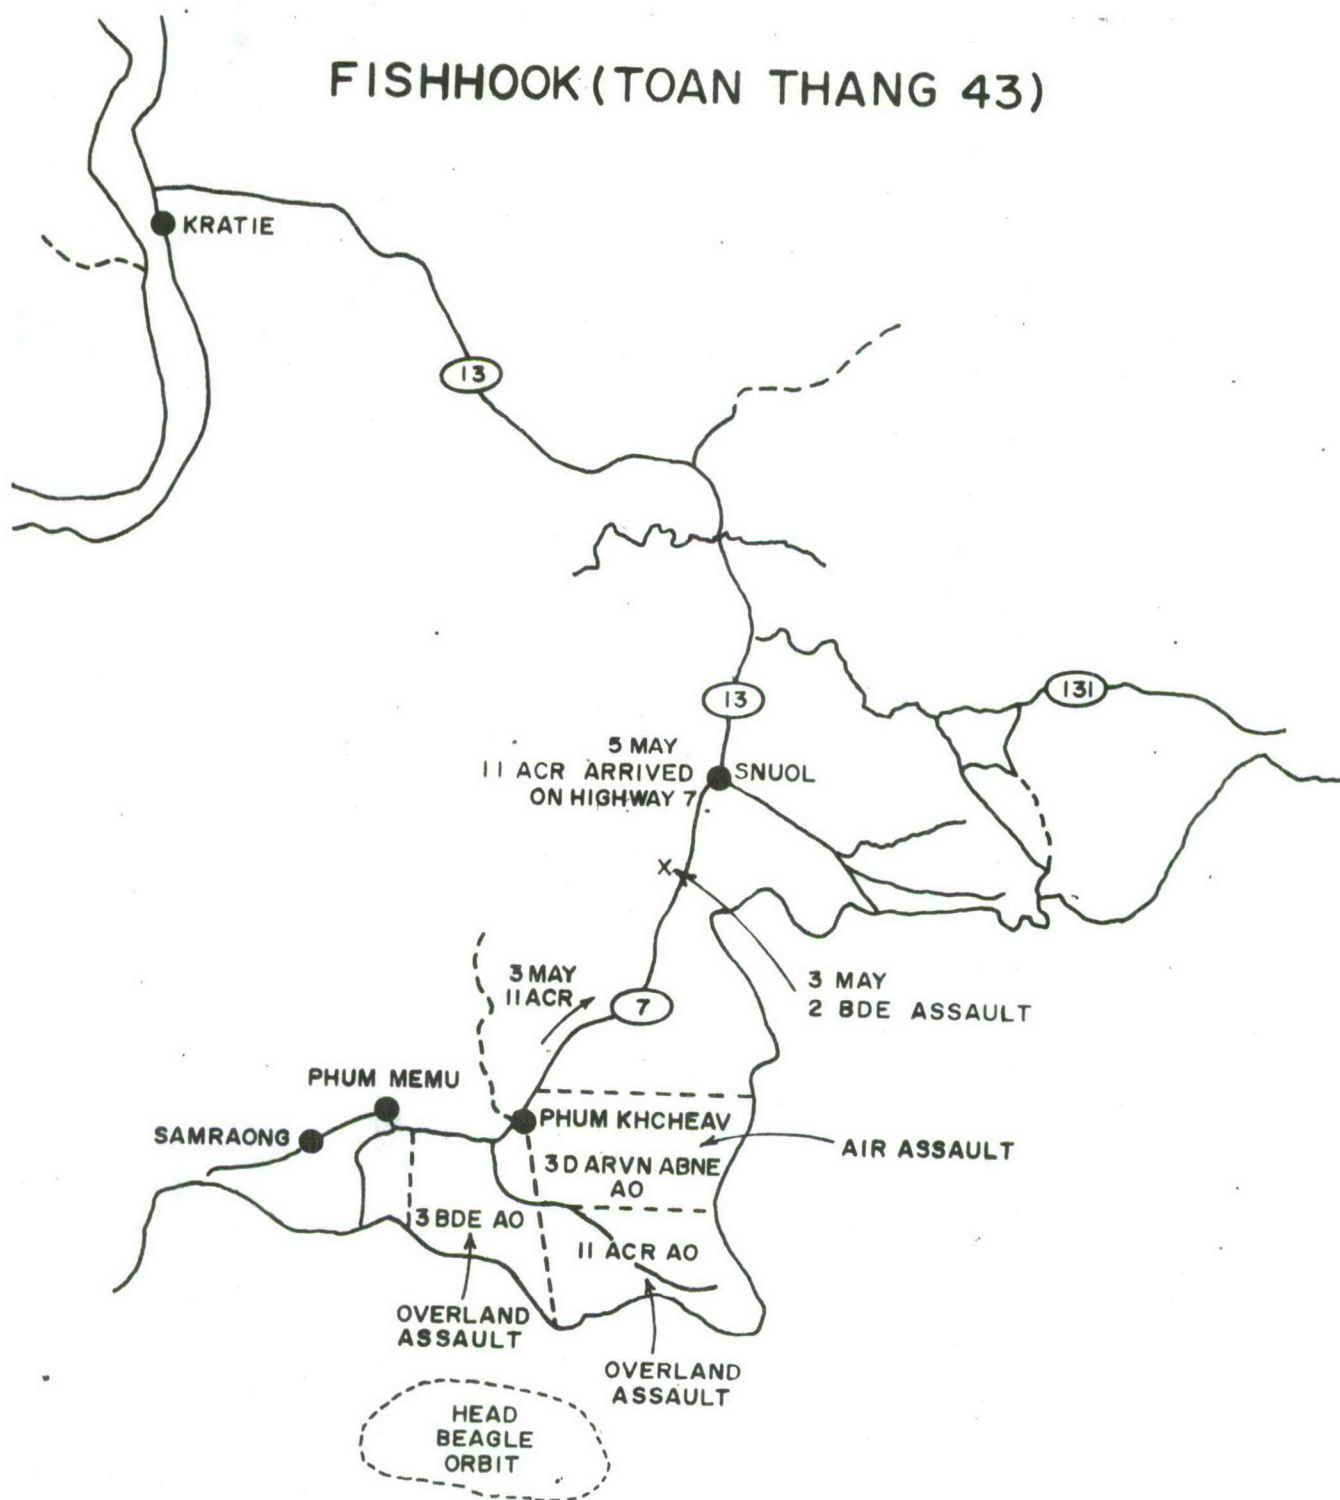 FISHHOOK (TOAN THANG 43)
KRATIE
13
13
131
5 MAY
11 ACR ARRIVED
ON HIGHWAY 7
SNUOL
X
3 MAY
11 ACR
7
3 MAY
2 BDE ASSAULT
PHUM MEMU
SAMRAONG
PHUM KHCHEAV
AIR ASSAULT
3D ARVN ABNE
AO
3 BDE AO
11 ACR AO
OVERLAND
ASSAULT
OVERLAND
ASSAULT
HEAD
BEAGLE
ORBIT